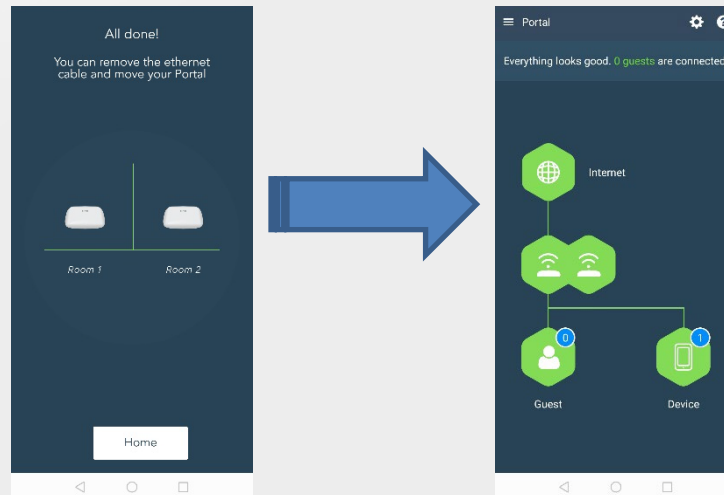 All done!
You can remove the ethernet
cable and move your Portal
Room 1
Room 2
Home
Portal
Everything looks good. 0 guests are connected
Internet
0
1
Guest
Device